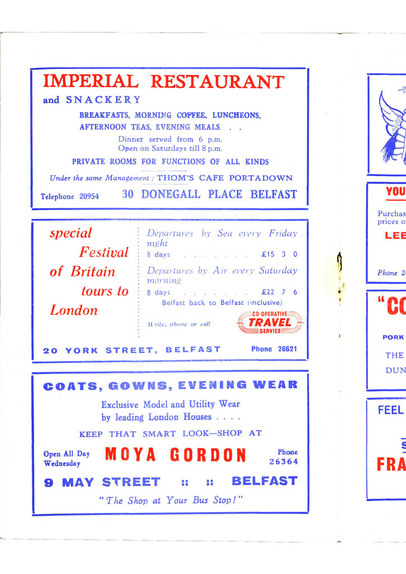 IMPERIAL RESTAURANT
and SNACKERY
BREAKFASTS, MORNING COFFEE, LUNCHEONS,
AFTERNOON TEAS, EVENING MEALS. . .
Dinner served from 6 p.m.
Open on Saturdays till 8 p.m.
PRIVATE ROOMS FOR FUNCTIONS OF ALL KINDS
Under the same Management : THOM'S CAFE PORTADOWN
Telephone 20954 30 DONEGALL PLACE BELFAST
special
Festival
of Britain
tours to
London
Departures by Sea every Friday
night
8 days . . . . . . £15 3 0
Departures by Air every Saturday
morning
8 days . . . . . . £22 7 6
Belfast back to Belfast (inclusive)
Write, phone or call
CO-OPERATIVE
TRAVEL
SERVICE
20 YORK STREET, BELFAST Phone 26621
COATS, GOWNS, EVENING WEAR
Exclusive Model and Utility Wear
by leading London Houses . . . .
KEEP THAT SMART LOOK—SHOP AT
Open All Day
Wednesday
MOYA GORDON
Phone
26364
9 MAY STREET :: :: BELFAST
"The Shop at Your Bus Stop!"
YOU
Purchas
prices o
LEE
Phone 2
"CO
PORK
THE
DUN
FEEL
S
FRA